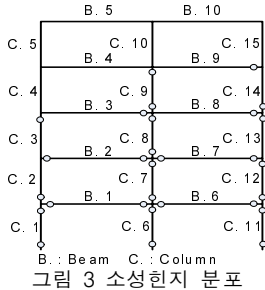 B. 5 B. 10
C. 5 C. 10 C. 15
B. 4 B. 9
C. 4 C. 9 C. 14
B. 3 B. 8
C. 3 C. 8 C. 13
B. 2 B. 7
C. 2 C. 7 C. 12
B. 1 B. 6
C. 1 C. 6 C. 11
B. : Beam C. : Column
그림 3 소성힌지 분포